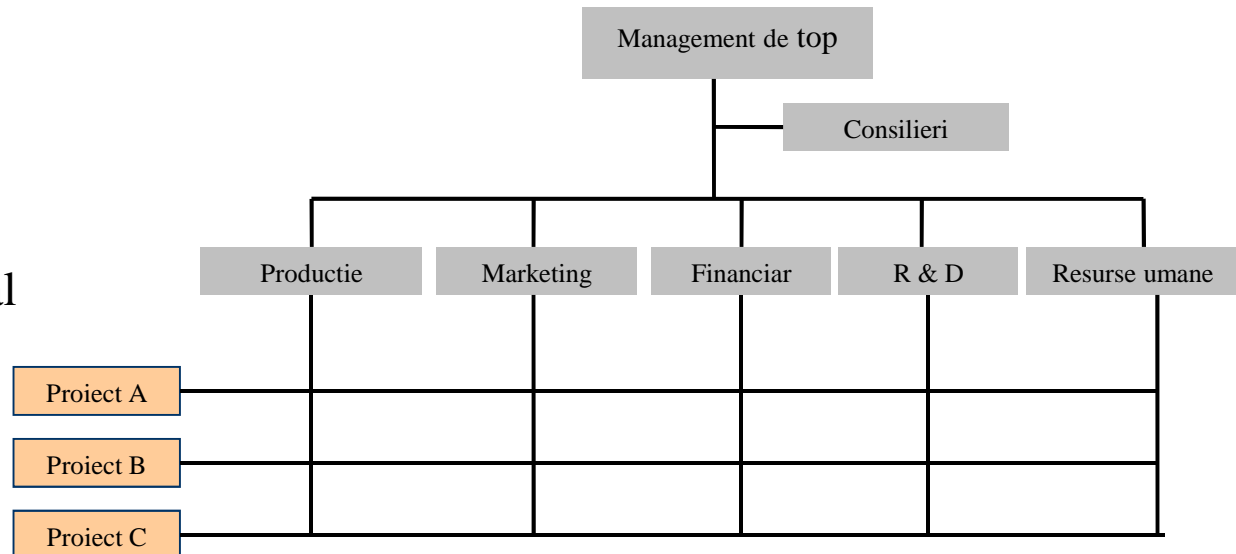 Management de top
Consilieri
Productie Marketing Financiar R & D Resurse umane
Proiect A
Proiect B
Proiect C